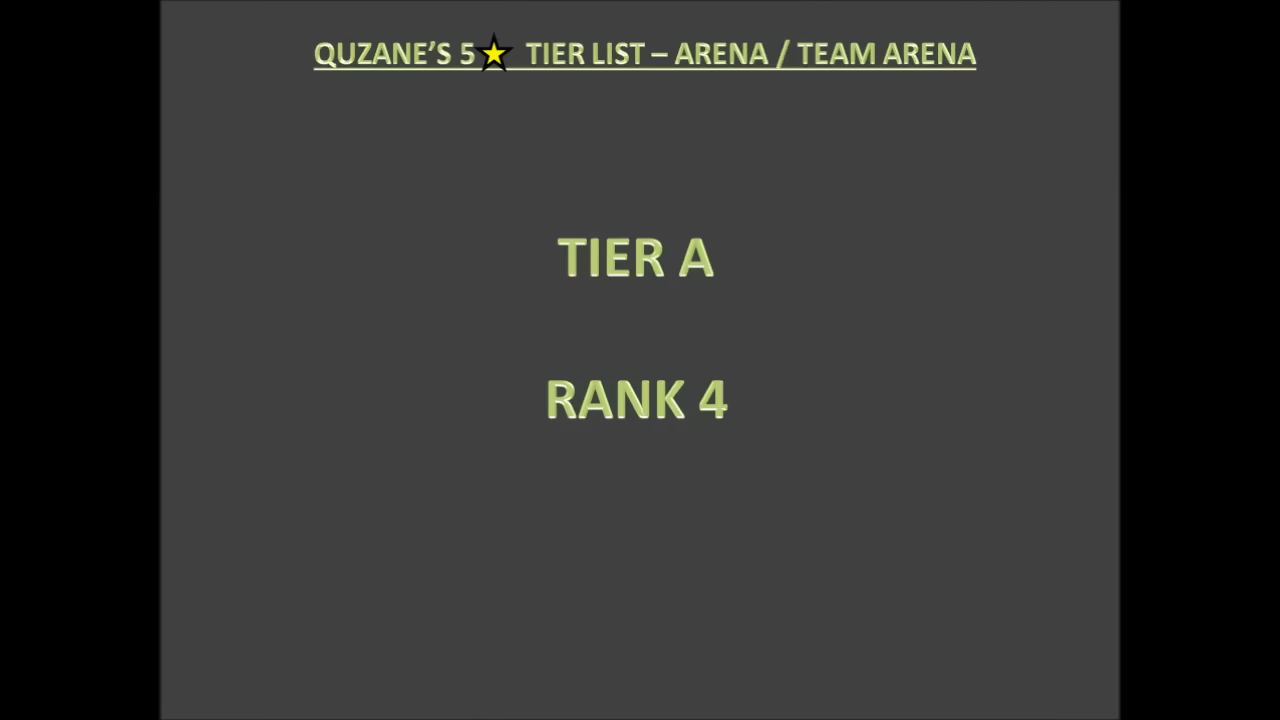 QUZANE'S 5★ TIER LIST – ARENA / TEAM ARENA
TIER A
RANK 4